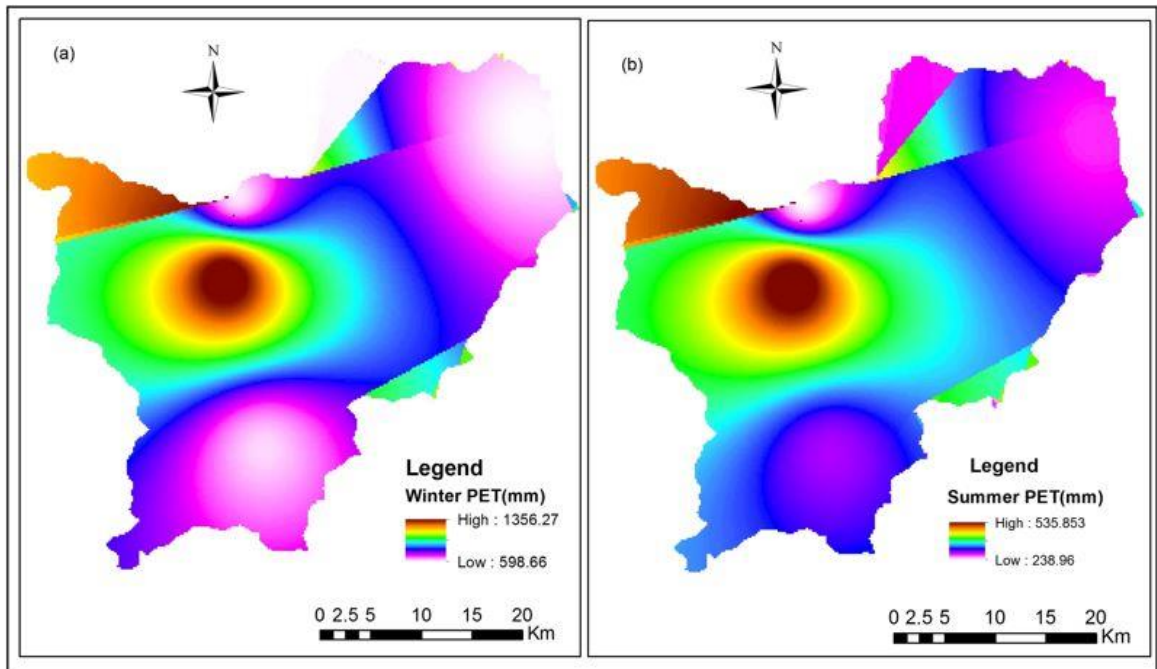 (a)
N
Legend
Winter PET(mm)
High : 1356.27
Low : 598.66
0 2.5 5 10 15 20
Km
(b)
N
Legend
Summer PET(mm)
High : 535.853
Low : 238.96
0 2.5 5 10 15 20
Km